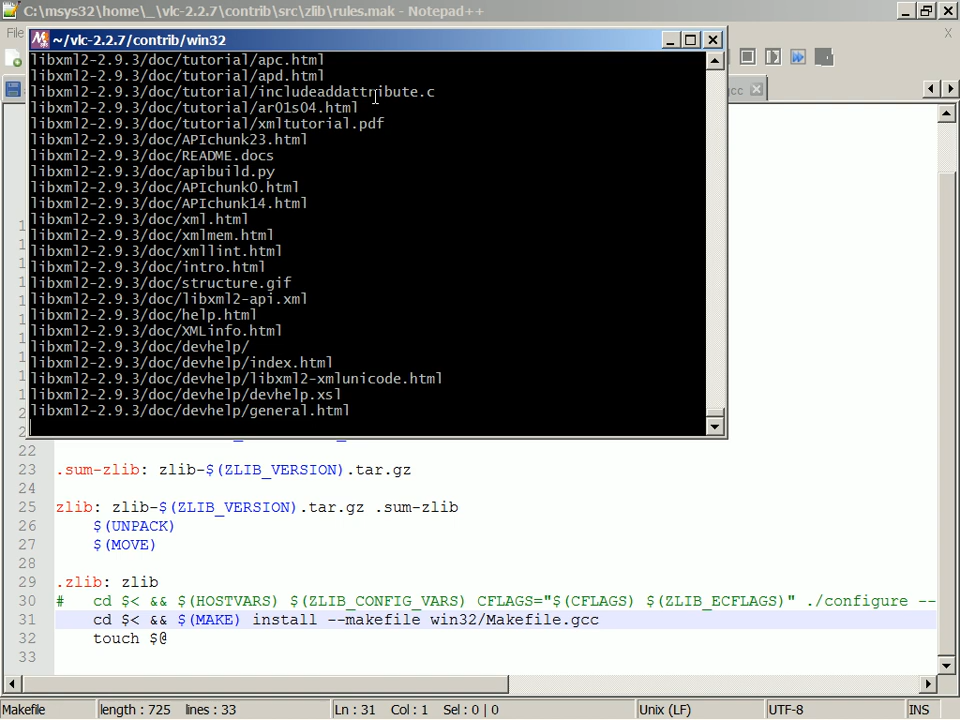 C:\msys32\home\_\vlc-2.2.7\contrib\src\zlib\rules.mak - Notepad++
File
~/vlc-2.2.7/contrib/win32
libxml2-2.9.3/doc/tutorial/apc.html
libxml2-2.9.3/doc/tutorial/apd.html
libxml2-2.9.3/doc/tutorial/includeaddattribute.c
libxml2-2.9.3/doc/tutorial/ar01s04.html
libxml2-2.9.3/doc/tutorial/xmltutorial.pdf
libxml2-2.9.3/doc/APIchunk23.html
libxml2-2.9.3/doc/README.docs
libxml2-2.9.3/doc/apibuild.py
libxml2-2.9.3/doc/APIchunk0.html
libxml2-2.9.3/doc/APIchunk14.html
libxml2-2.9.3/doc/xml.html
libxml2-2.9.3/doc/xmlmem.html
libxml2-2.9.3/doc/xmllint.html
libxml2-2.9.3/doc/intro.html
libxml2-2.9.3/doc/structure.gif
libxml2-2.9.3/doc/libxml2-api.xml
libxml2-2.9.3/doc/help.html
libxml2-2.9.3/doc/XMLinfo.html
libxml2-2.9.3/doc/devhelp/
libxml2-2.9.3/doc/devhelp/index.html
libxml2-2.9.3/doc/devhelp/libxml2-xmlunicode.html
libxml2-2.9.3/doc/devhelp/devhelp.xsl
libxml2-2.9.3/doc/devhelp/general.html
22
23 .sum-zlib: zlib-$(ZLIB_VERSION).tar.gz
24
25 zlib: zlib-$(ZLIB_VERSION).tar.gz .sum-zlib
26 $(UNPACK)
27 $(MOVE)
28
29 .zlib: zlib
30 # cd $< && $(HOSTVARS) $(ZLIB_CONFIG_VARS) CFLAGS="$(CFLAGS) $(ZLIB_ECFLAGS)" ./configure --
31 cd $< && $(MAKE) install --makefile win32/Makefile.gcc
32 touch $@
33
Makefile length : 725 lines : 33 Ln : 31 Col : 1 Sel : 0 | 0 Unix (LF) UTF-8 INS